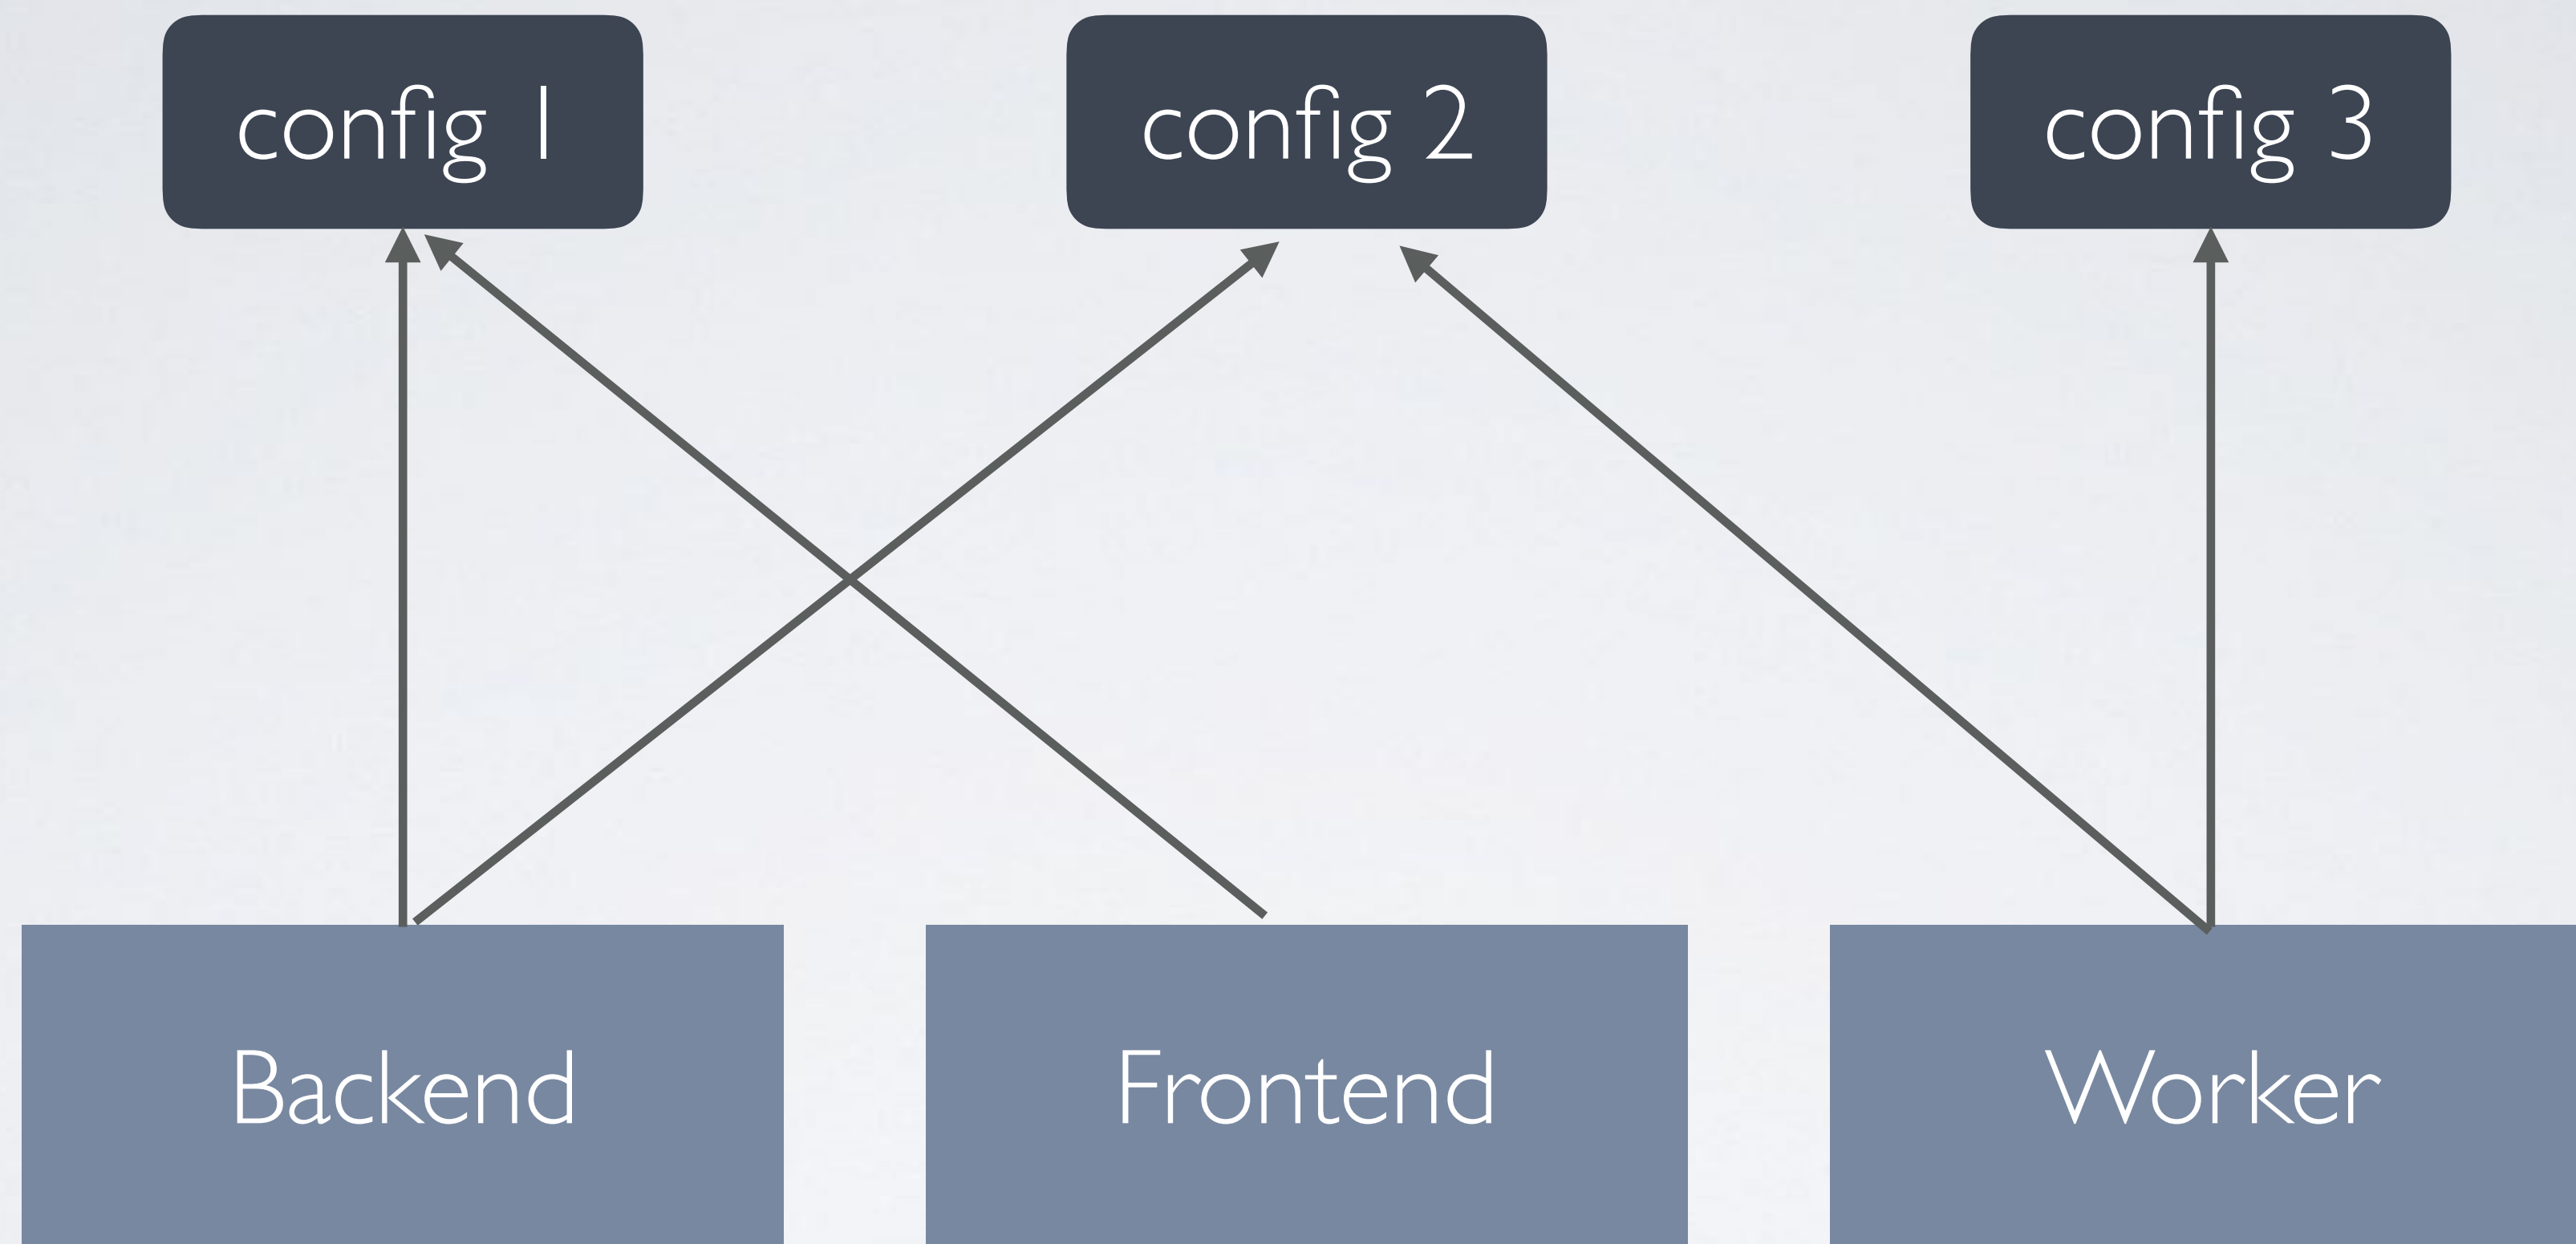 config 1
config 2
config 3
Backend
Frontend
Worker